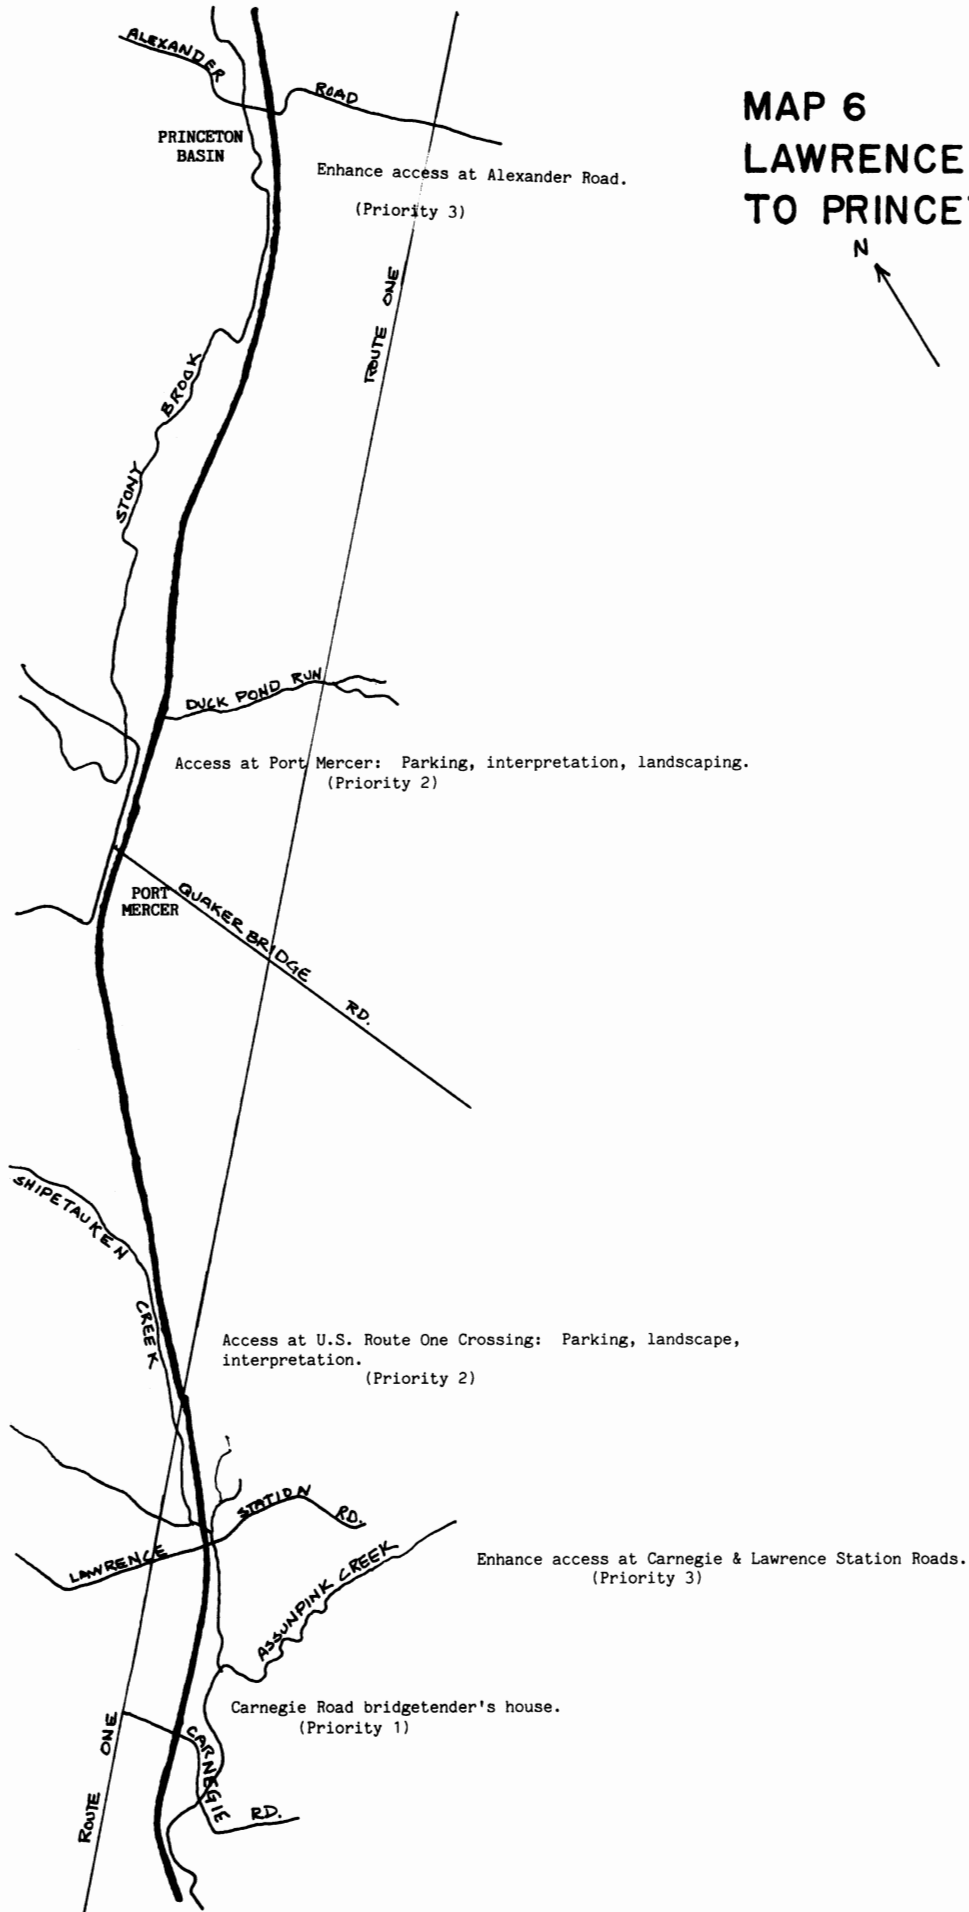 MAP 6
LAWRENCE
TO PRINCE
N
ALEXANDER ROAD
PRINCETON
BASIN
Enhance access at Alexander Road.
(Priority 3)
ROUTE ONE
STONY BROOK
DUCK POND RUN
Access at Port Mercer: Parking, interpretation, landscaping.
(Priority 2)
PORT
MERCER
QUAKER BRIDGE RD.
SHIPETAUKEN CREEK
Access at U.S. Route One Crossing: Parking, landscape,
interpretation.
(Priority 2)
LAWRENCE STATION RD.
ASSUNPINK CREEK
Enhance access at Carnegie & Lawrence Station Roads.
(Priority 3)
Carnegie Road bridgetender's house.
(Priority 1)
ROUTE ONE
CARNEGIE RD.